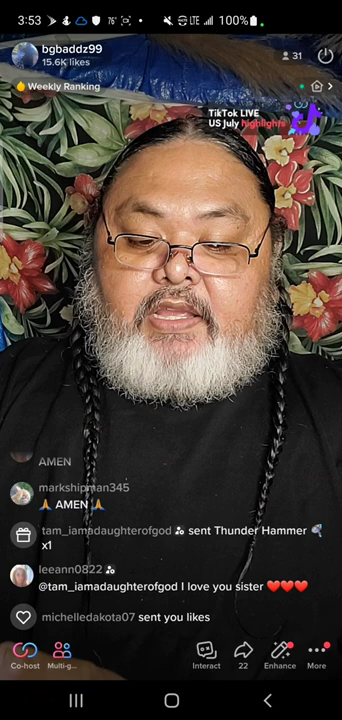 3:53
76°
LTE
100%
bgbaddz99
15.6K likes
31
Weekly Ranking
TikTok LIVE
US July highlights
AMEN
markshipman345
🙏 AMEN 🙏
tam_iamadaughterofgod sent Thunder Hammer
x1
leeann0822
@tam_iamadaughterofgod I love you sister ❤️❤️❤️
michelledakota07 sent you likes
Co-host
Multi-g...
Interact
22
Enhance
More